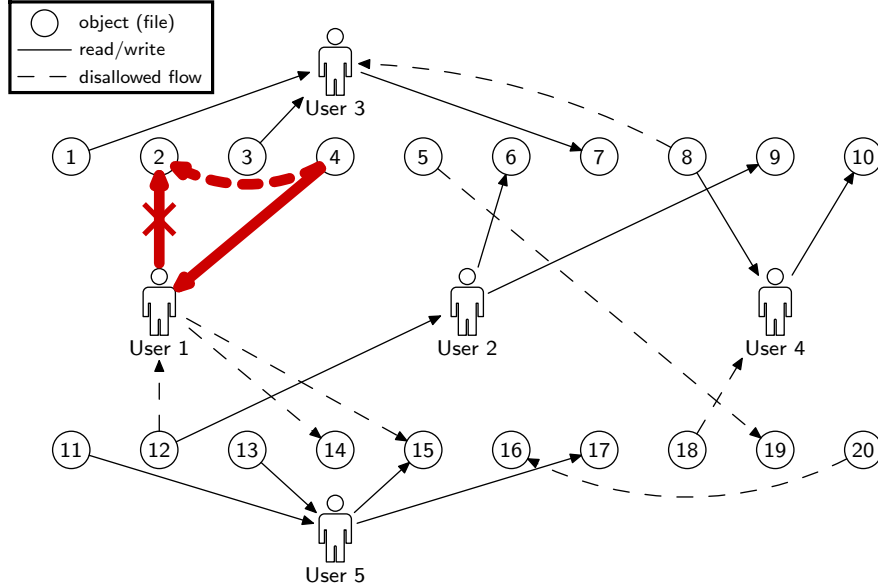 object (file)
read/write
disallowed flow
User 3
1 2 3 4 5 6 7 8 9 10
User 1 User 2 User 4
11 12 13 14 15 16 17 18 19 20
User 5